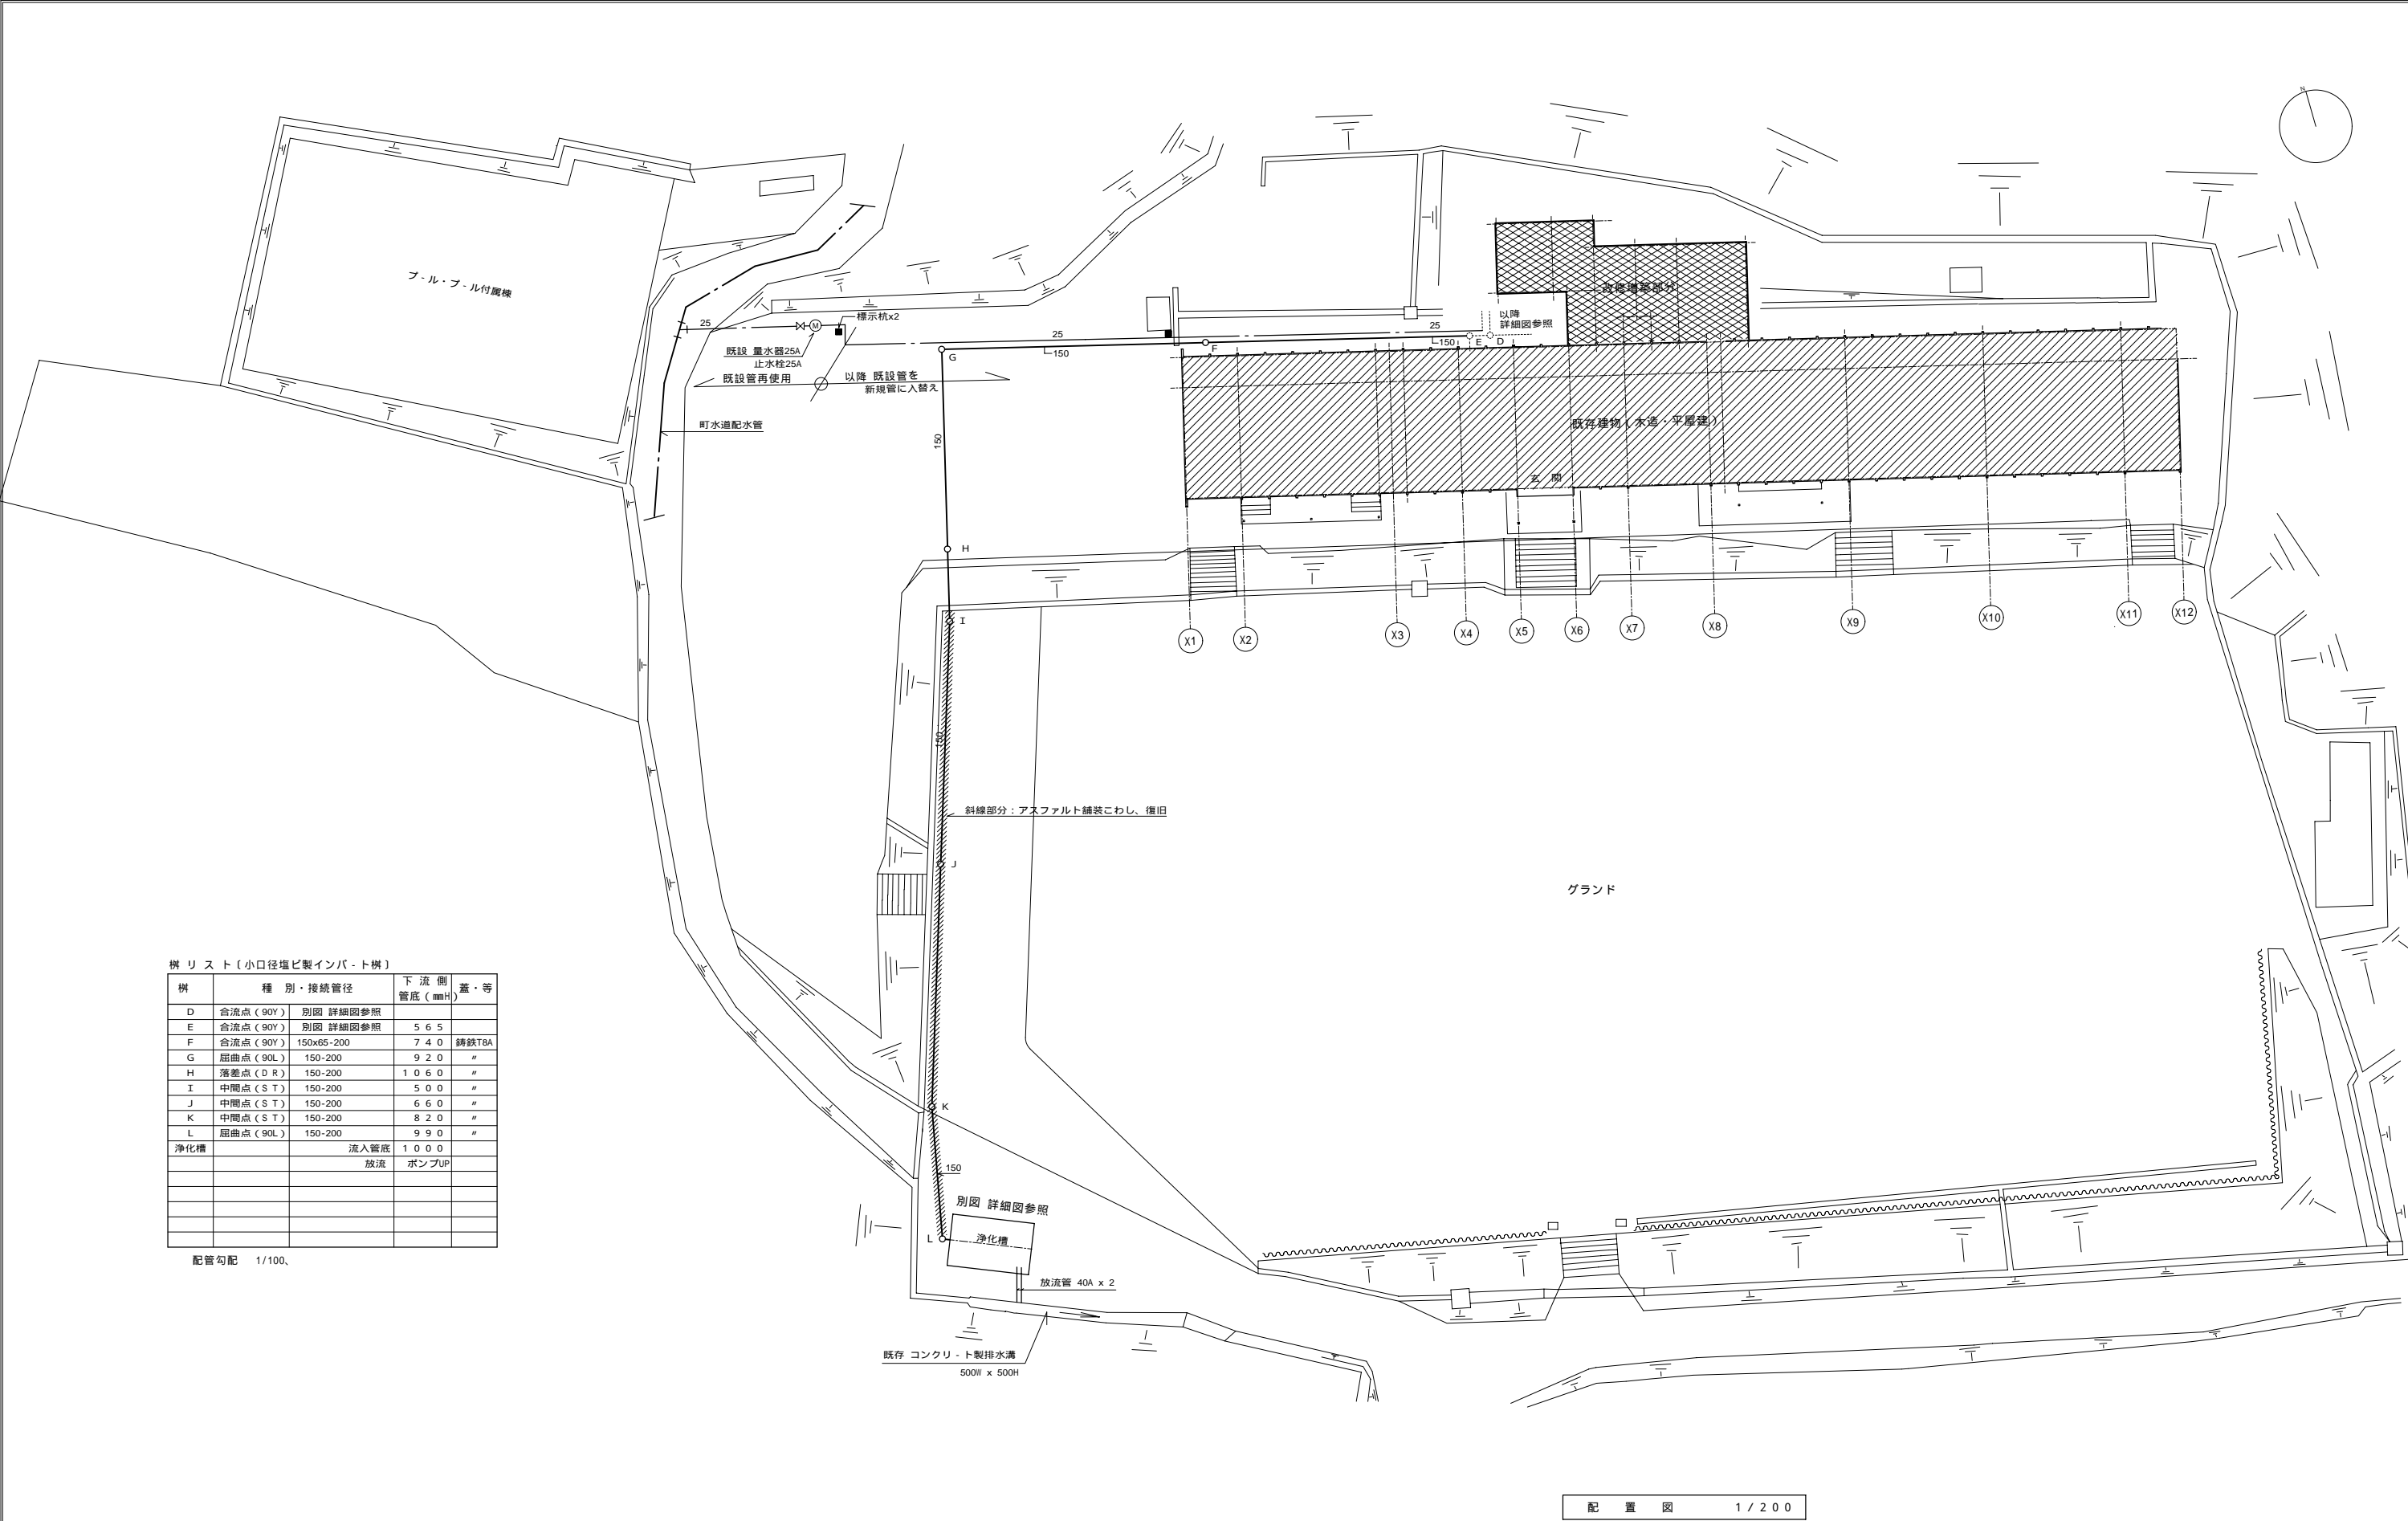 N
プ-ル・プ-ル付属棟
25
M
標示杭x2
既設 量水器25A
止水栓25A
既設管再使用
以降 既設管を
新規管に入替え
町水道配水管
25
150
G
F
25
150
E
D
以降
詳細図参照
改修増築部分
既存建物(木造・平屋建)
玄 関
150
H
I
X1
X2
X3
X4
X5
X6
X7
X8
X9
X10
X11
X12
150
斜線部分:アスファルト舗装こわし、復旧
J
グランド
K
150
別図 詳細図参照
L
浄化槽
放流管 40A x 2
既存 コンクリ-ト製排水溝
500W x 500H
桝 リ ス ト(小口径塩ビ製インバ-ト桝)
桝 種 別・接続管径 下 流 側 管底(mmH) 蓋・等
D 合流点(90Y) 別図 詳細図参照
E 合流点(90Y) 別図 詳細図参照 565
F 合流点(90Y) 150x65-200 740 鋳鉄T8A
G 屈曲点(90L) 150-200 920 〃
H 落差点(DR) 150-200 1060 〃
I 中間点(ST) 150-200 500 〃
J 中間点(ST) 150-200 660 〃
K 中間点(ST) 150-200 820 〃
L 屈曲点(90L) 150-200 990 〃
浄化槽 流入管底 1000
放流 ポンプUP
配管勾配 1/100、
配 置 図 1/200